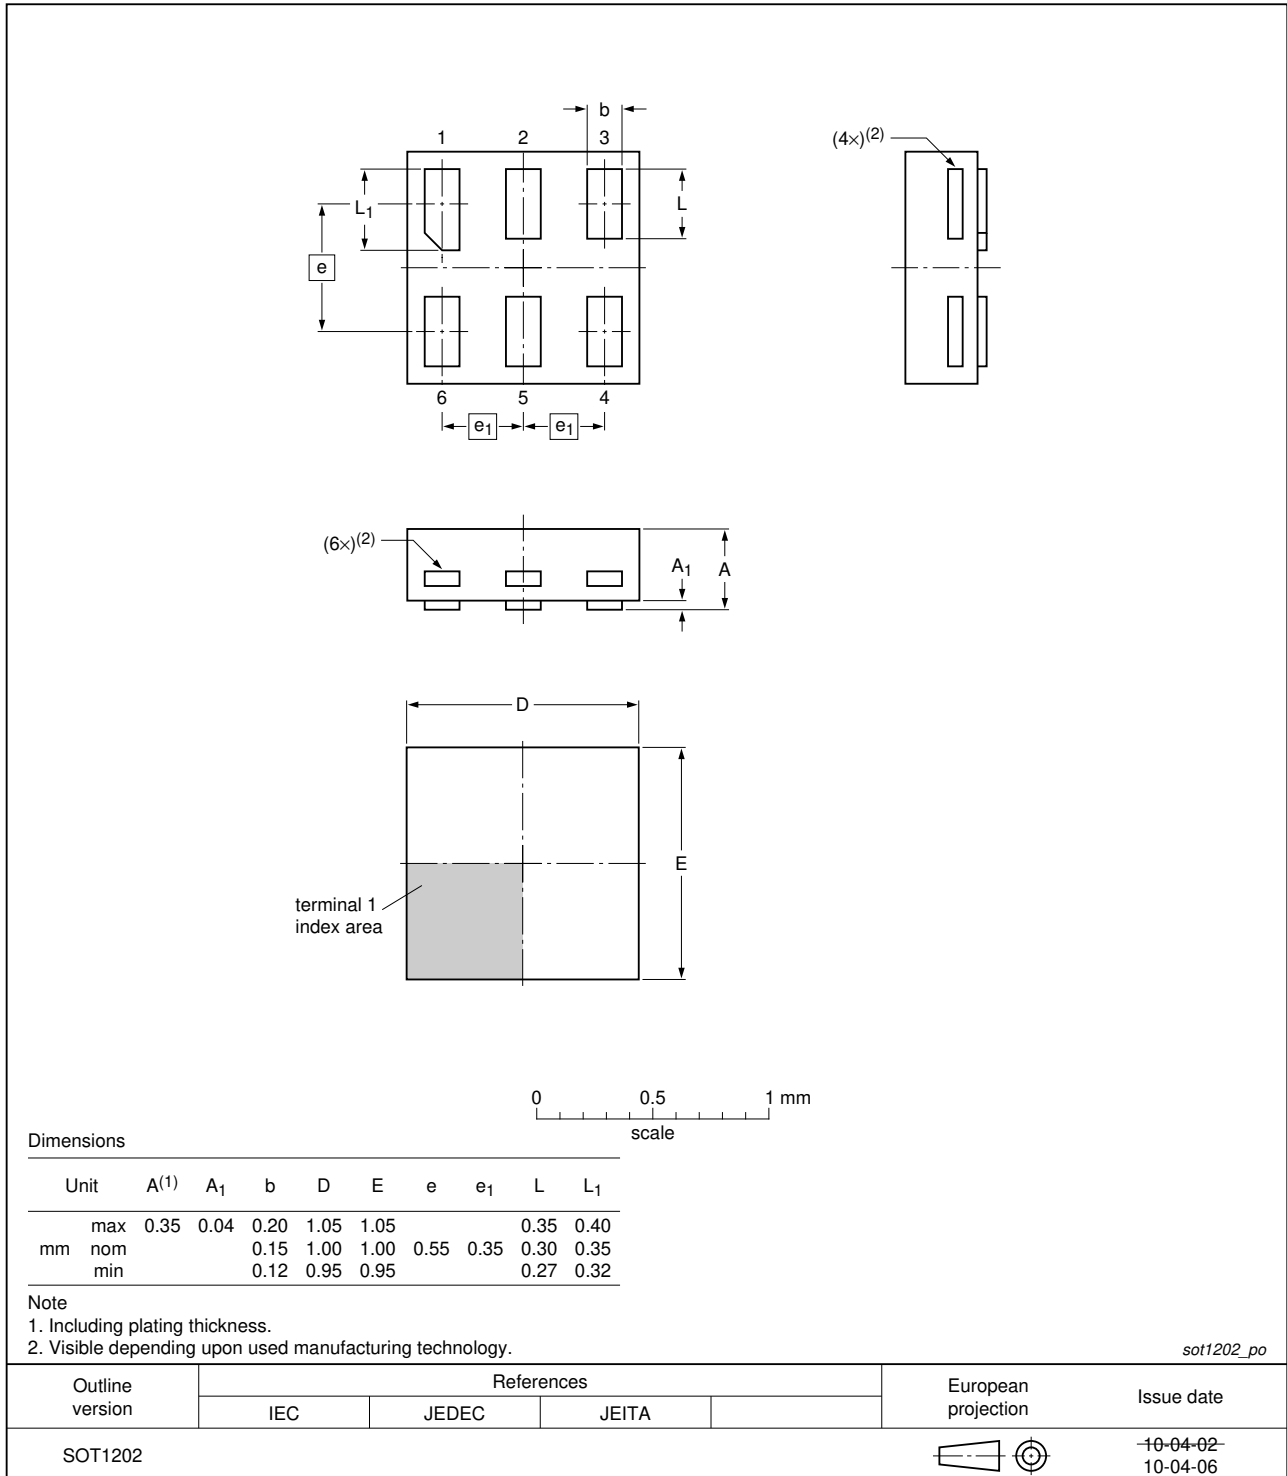 b
1 2 3
(4×)(2)
L1
L
e
6 5 4
e1 e1
(6×)(2)
A1 A
D
E
terminal 1
index area
0 0.5 1 mm
scale
Dimensions
Unit A(1) A1 b D E e e1 L L1
max 0.35 0.04 0.20 1.05 1.05 0.35 0.40
mm nom 0.15 1.00 1.00 0.55 0.35 0.30 0.35
min 0.12 0.95 0.95 0.27 0.32
Note
1. Including plating thickness.
2. Visible depending upon used manufacturing technology.
sot1202_po
Outline version
References
European projection
Issue date
IEC JEDEC JEITA
SOT1202
10-04-02
10-04-06